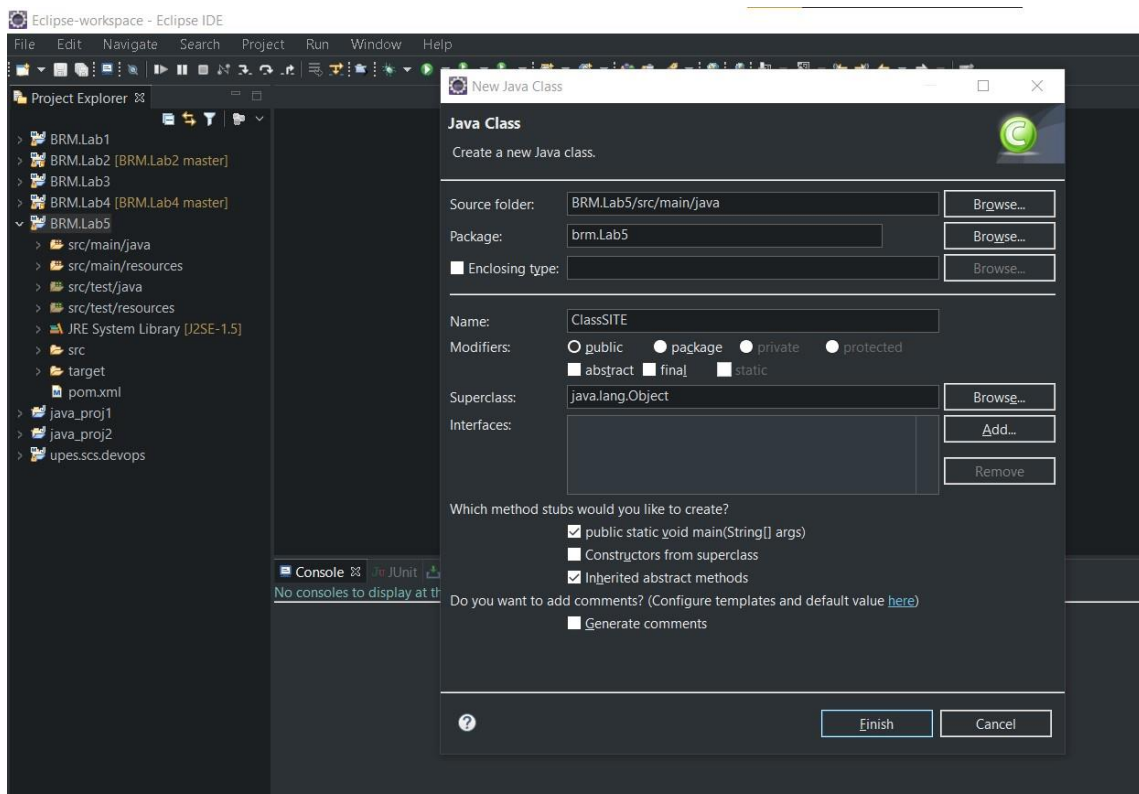 Eclipse-workspace - Eclipse IDE
File Edit Navigate Search Project Run Window Help
Project Explorer
BRM.Lab1
BRM.Lab2 [BRM.Lab2 master]
BRM.Lab3
BRM.Lab4 [BRM.Lab4 master]
BRM.Lab5
src/main/java
src/main/resources
src/test/java
src/test/resources
JRE System Library [J2SE-1.5]
src
target
pom.xml
java_proj1
java_proj2
upes.scs.devops
New Java Class
Java Class
Create a new Java class.
Source folder: BRM.Lab5/src/main/java Browse...
Package: brm.Lab5 Browse...
Enclosing type: Browse...
Name: ClassSITE
Modifiers: public package private protected
abstract final static
Superclass: java.lang.Object Browse...
Interfaces: Add...
Remove
Which method stubs would you like to create?
public static void main(String[] args)
Constructors from superclass
Inherited abstract methods
Do you want to add comments? (Configure templates and default value here)
Generate comments
Finish Cancel
Console JUnit
No consoles to display at th